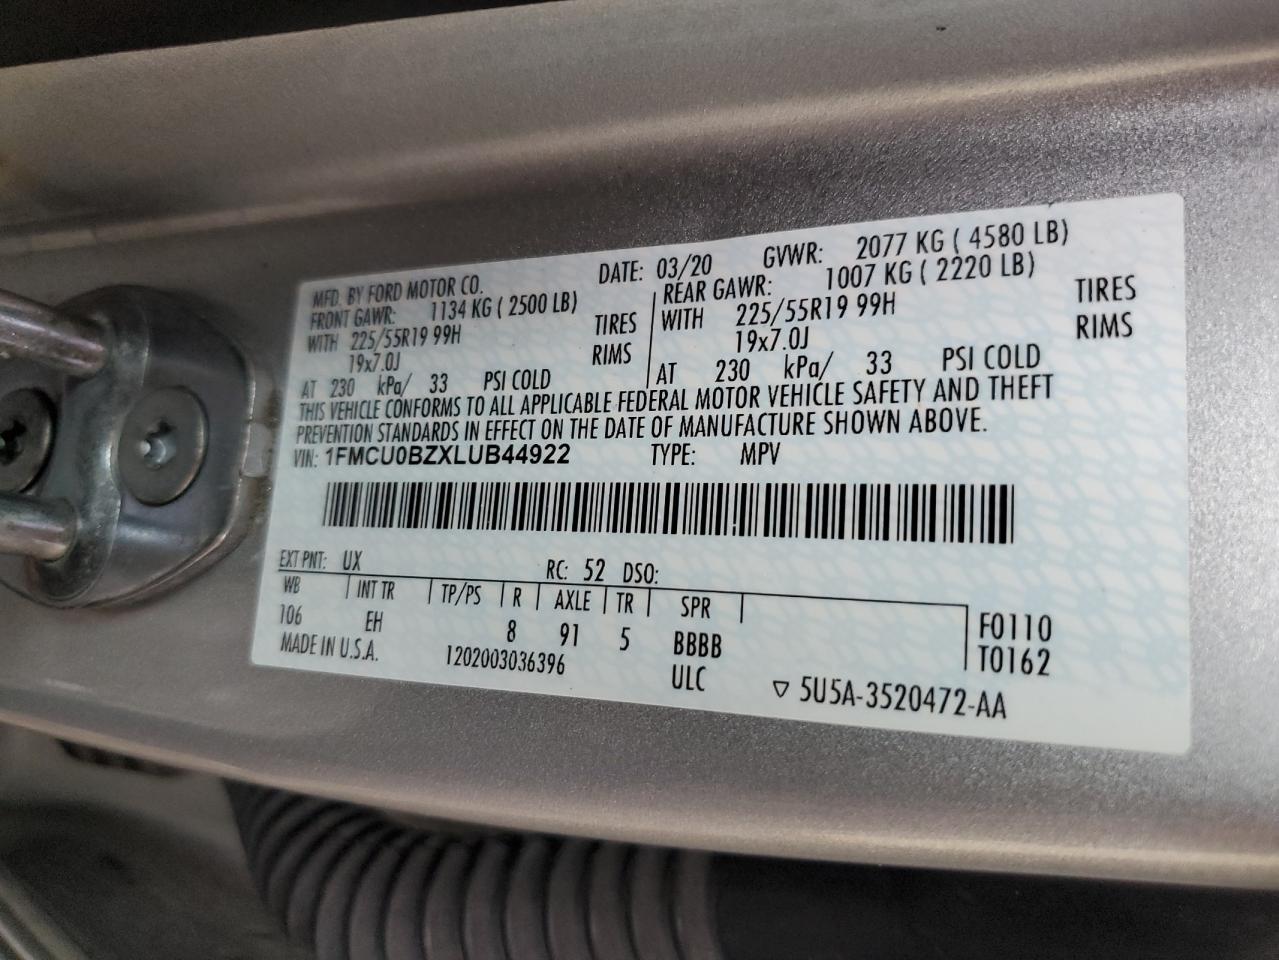 MFD. BY FORD MOTOR CO. DATE: 03/20 GVWR: 2077 KG ( 4580 LB)
FRONT GAWR: 1134 KG ( 2500 LB) REAR GAWR: 1007 KG ( 2220 LB)
WITH 225/55R19 99H TIRES WITH 225/55R19 99H TIRES
19x7.0J RIMS 19x7.0J RIMS
AT 230 kPa/ 33 PSI COLD AT 230 kPa/ 33 PSI COLD
THIS VEHICLE CONFORMS TO ALL APPLICABLE FEDERAL MOTOR VEHICLE SAFETY AND THEFT
PREVENTION STANDARDS IN EFFECT ON THE DATE OF MANUFACTURE SHOWN ABOVE.
VIN: 1FMCU0BZXLUB44922 TYPE: MPV
EXT PNT: UX RC: 52 DSO:
WB INT TR TP/PS R AXLE TR SPR
106 EH 8 91 5 BBBB F0110
MADE IN U.S.A. 1202003036396 ULC T0162
▽ 5U5A-3520472-AA